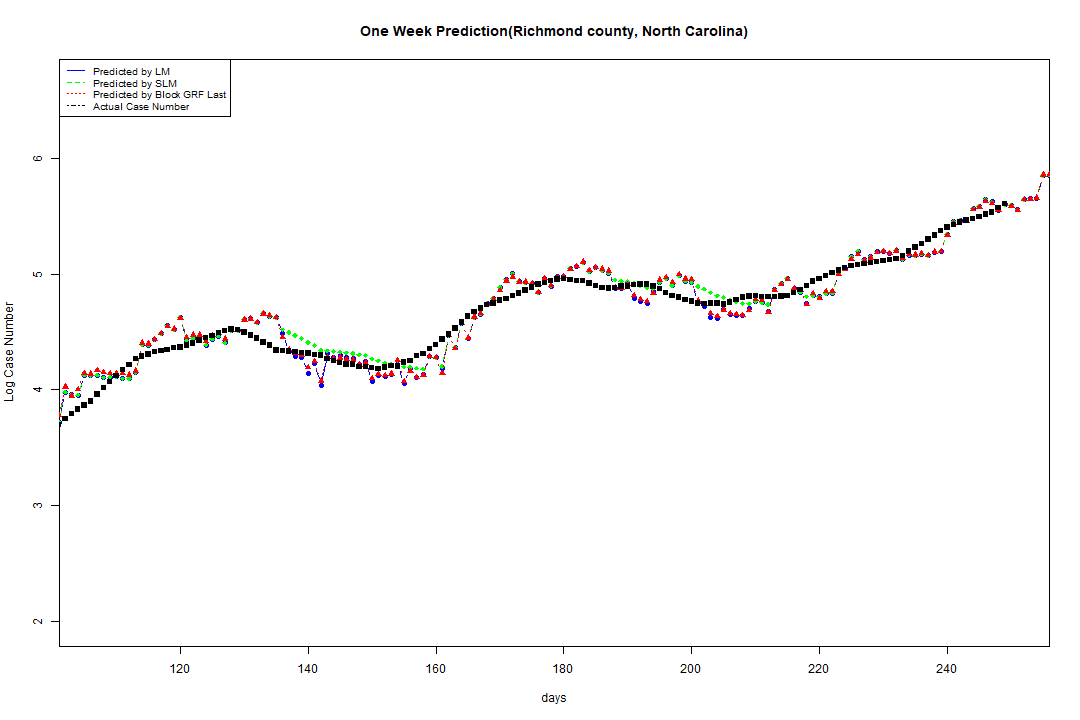 One Week Prediction(Richmond county, North Carolina)
Predicted by LM
Predicted by SLM
Predicted by Block GRF Last
Actual Case Number
6
5
4
3
2
Log Case Number
120 140 160 180 200 220 240
days